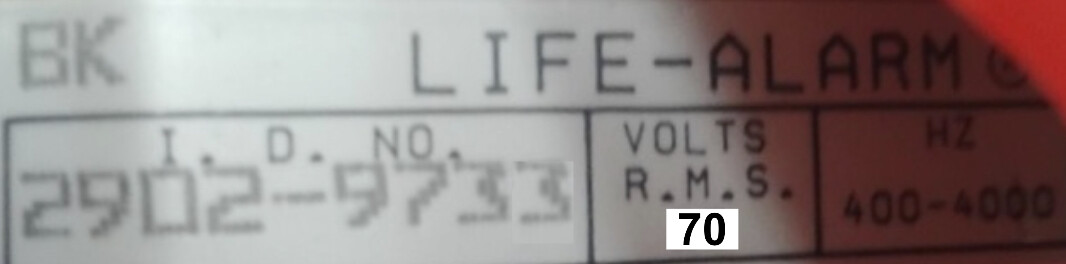 BK LIFE-ALARM®
I. D. NO. VOLTS HZ
2902-9733 R.M.S. 400-4000
70